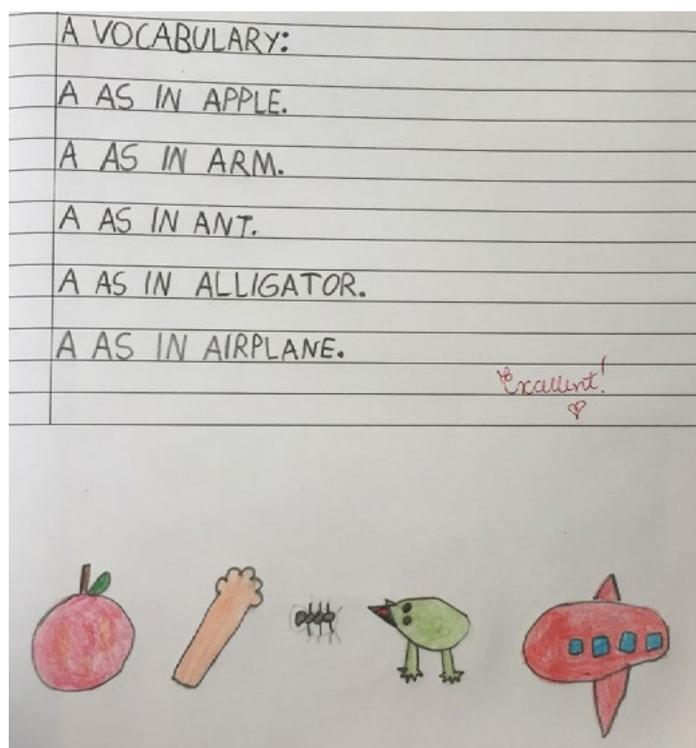 A VOCABULARY:
A AS IN APPLE.
A AS IN ARM.
A AS IN ANT.
A AS IN ALLIGATOR.
A AS IN AIRPLANE.
Excellent!